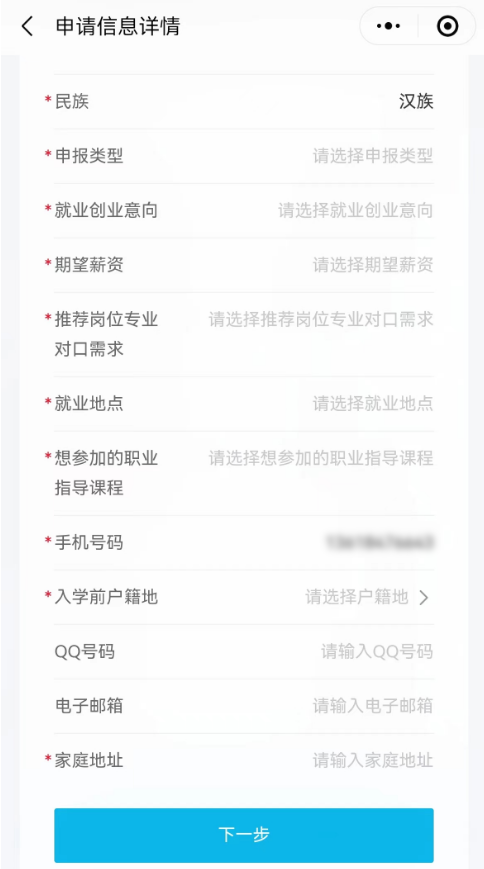 申请信息详情
*民族 汉族
*申报类型 请选择申报类型
*就业创业意向 请选择就业创业意向
*期望薪资 请选择期望薪资
*推荐岗位专业 请选择推荐岗位专业对口需求
对口需求
*就业地点 请选择就业地点
*想参加的职业 请选择想参加的职业指导课程
指导课程
*手机号码
*入学前户籍地 请选择户籍地
QQ号码 请输入QQ号码
电子邮箱 请输入电子邮箱
*家庭地址 请输入家庭地址
下一步